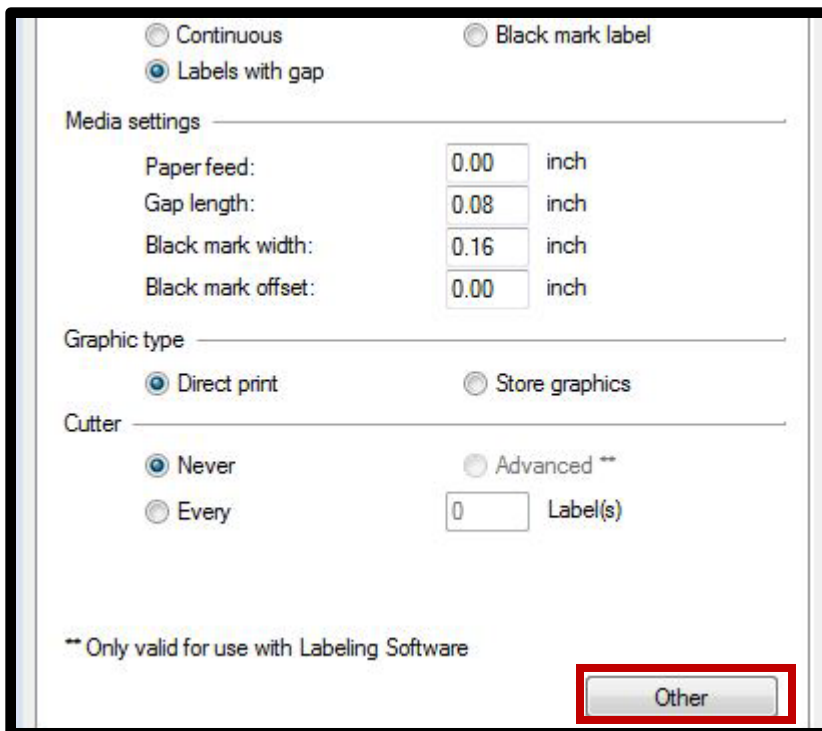 Continuous Black mark label
Labels with gap
Media settings
Paper feed: 0.00 inch
Gap length: 0.08 inch
Black mark width: 0.16 inch
Black mark offset: 0.00 inch
Graphic type
Direct print Store graphics
Cutter
Never Advanced **
Every 0 Label(s)
** Only valid for use with Labeling Software
Other